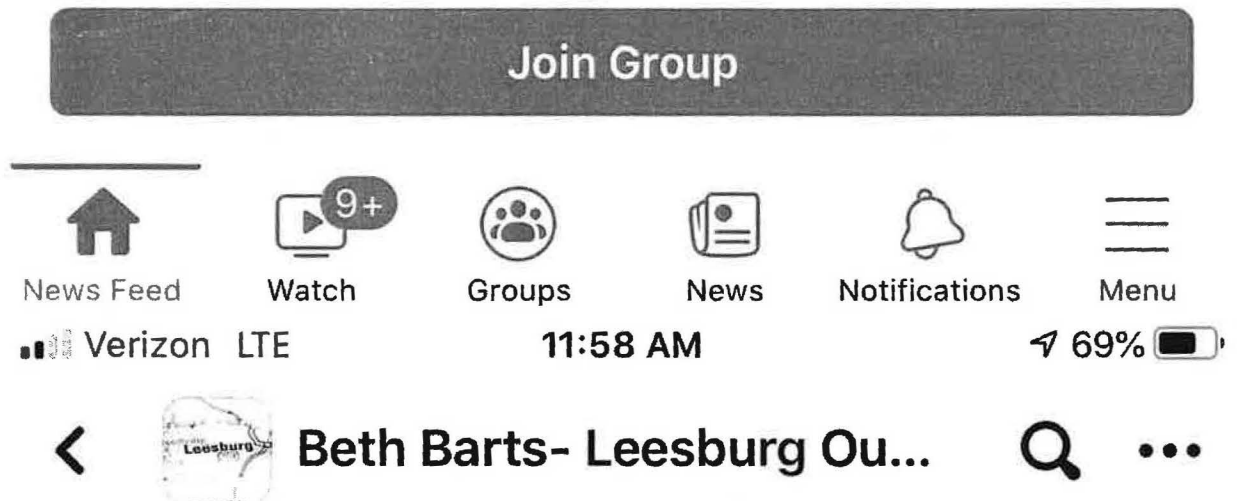 Join Group
9+
News Feed Watch Groups News Notifications Menu
Verizon LTE 11:58 AM 69%
Leesburg
Beth Barts- Leesburg Ou...